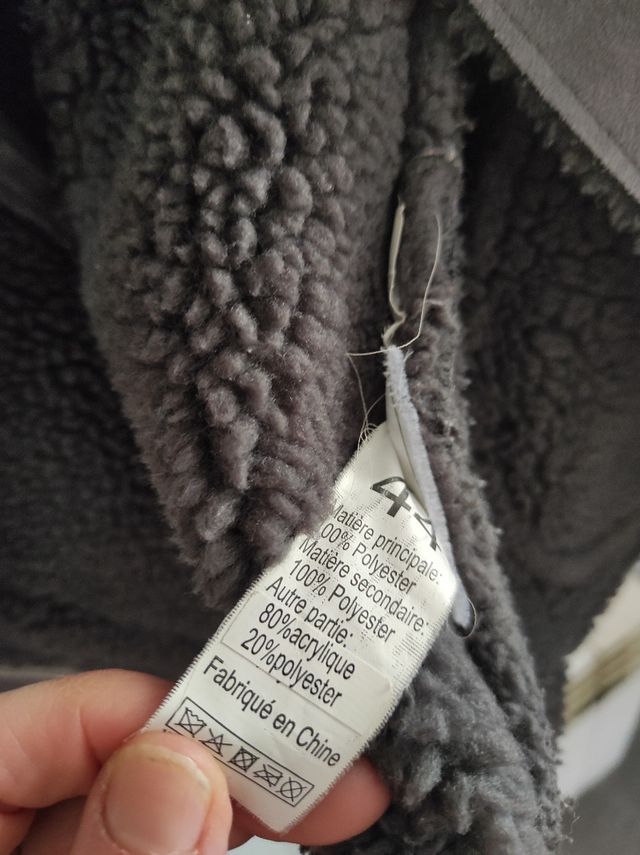 44
Matière principale:
100% Polyester
Matière secondaire:
100% Polyester
Autre partie:
80%acrylique
20%polyester
Fabriqué en Chine